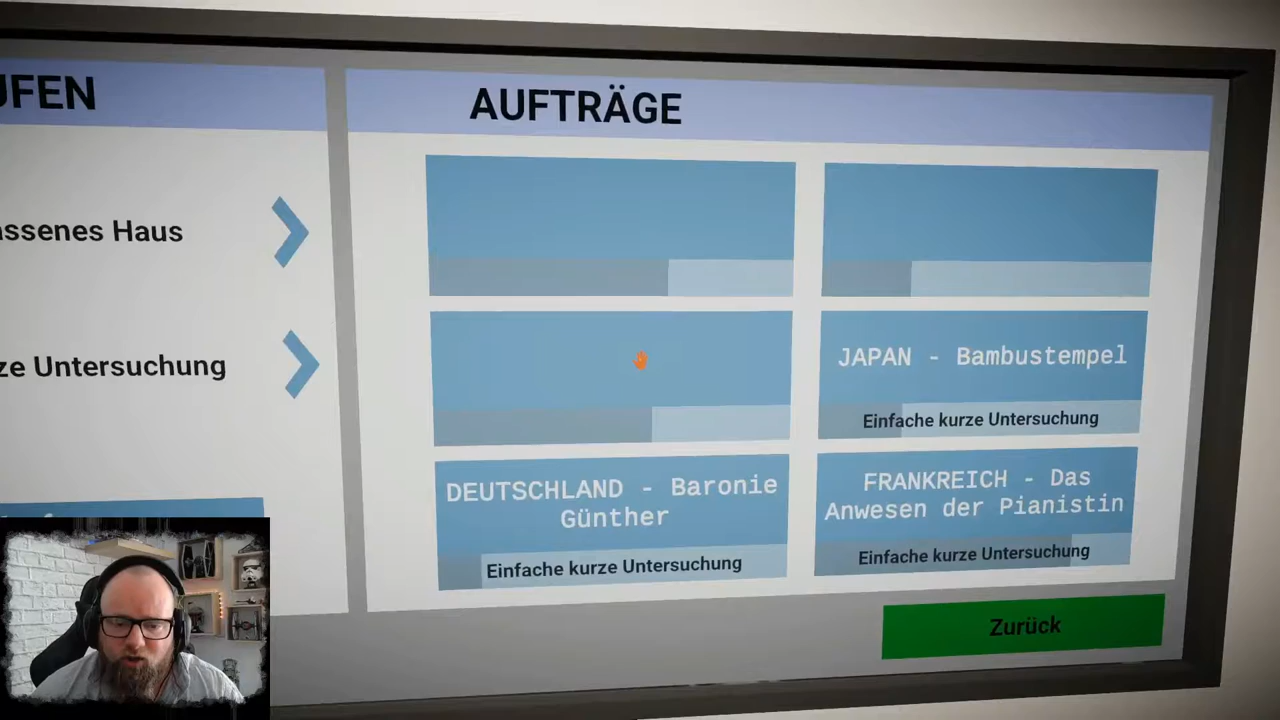 UFEN
AUFTRÄGE
assenes Haus
ze Untersuchung
JAPAN - Bambustempel
Einfache kurze Untersuchung
DEUTSCHLAND - Baronie
Günther
Einfache kurze Untersuchung
FRANKREICH - Das
Anwesen der Pianistin
Einfache kurze Untersuchung
Zurück